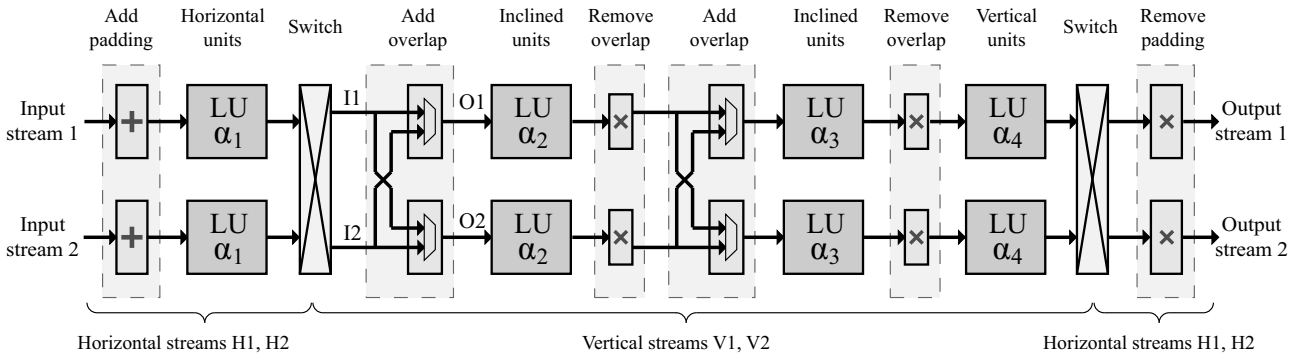 Add padding
Horizontal units
Switch
Add overlap
Inclined units
Remove overlap
Add overlap
Inclined units
Remove overlap
Vertical units
Switch
Remove padding
Input stream 1
+
LU α1
I1
O1
LU α2
×
LU α3
×
LU α4
×
Output stream 1
Input stream 2
+
LU α1
I2
O2
LU α2
×
LU α3
×
LU α4
×
Output stream 2
Horizontal streams H1, H2
Vertical streams V1, V2
Horizontal streams H1, H2